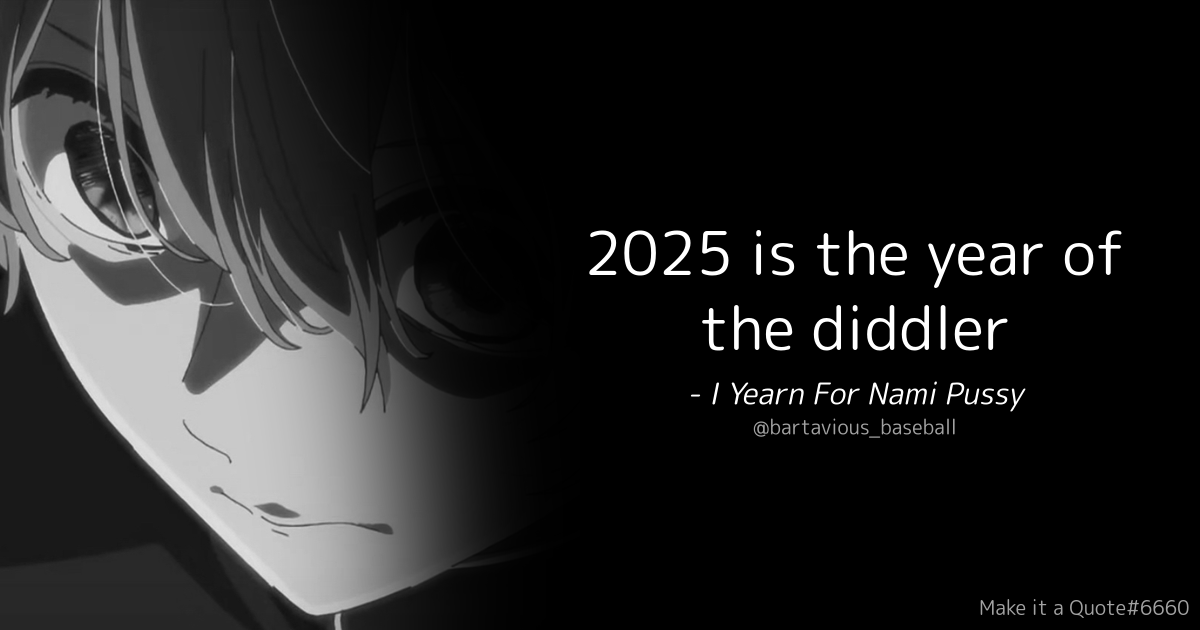 2025 is the year of
the diddler
- I Yearn For Nami Pussy
@bartavious_baseball
Make it a Quote#6660